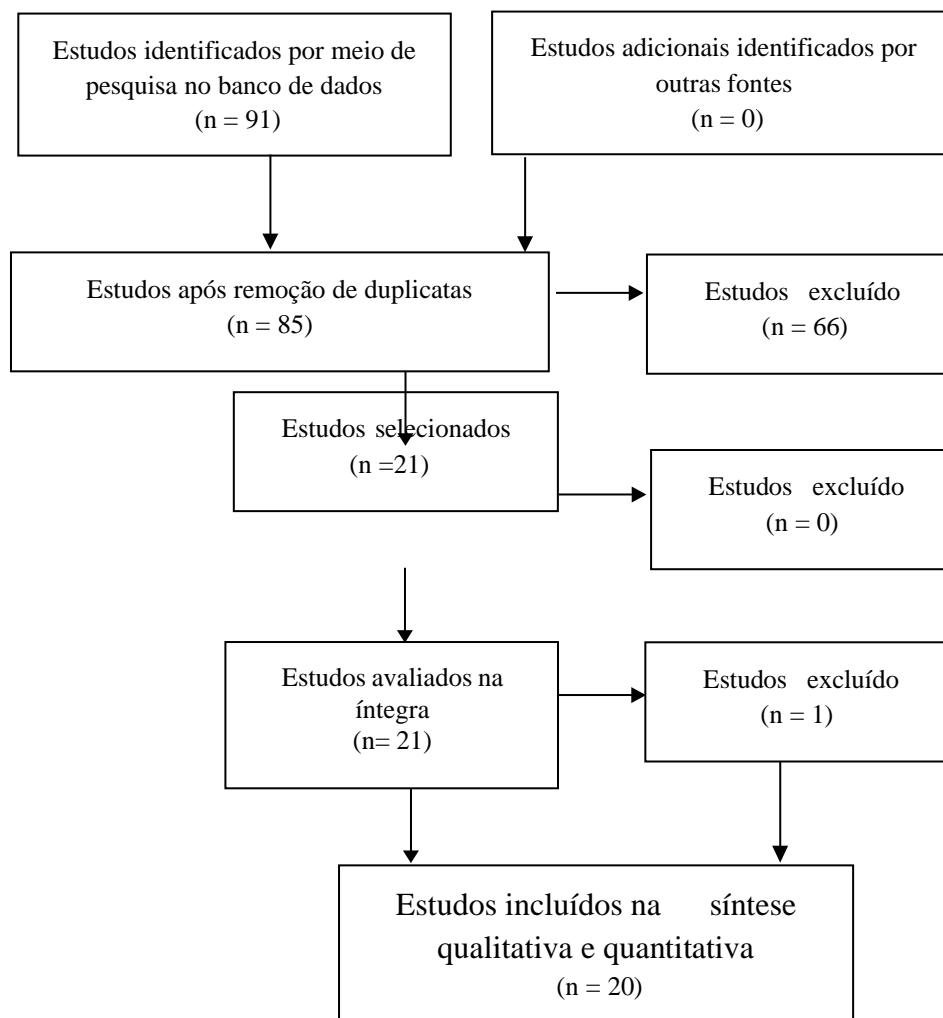 Estudos identificados por meio de
pesquisa no banco de dados
(n = 91)
Estudos adicionais identificados por
outras fontes
(n = 0)
Estudos após remoção de duplicatas
(n = 85)
Estudos excluído
(n = 66)
Estudos selecionados
(n =21)
Estudos excluído
(n = 0)
Estudos avaliados na
íntegra
(n= 21)
Estudos excluído
(n = 1)
Estudos incluídos na síntese
qualitativa e quantitativa
(n = 20)